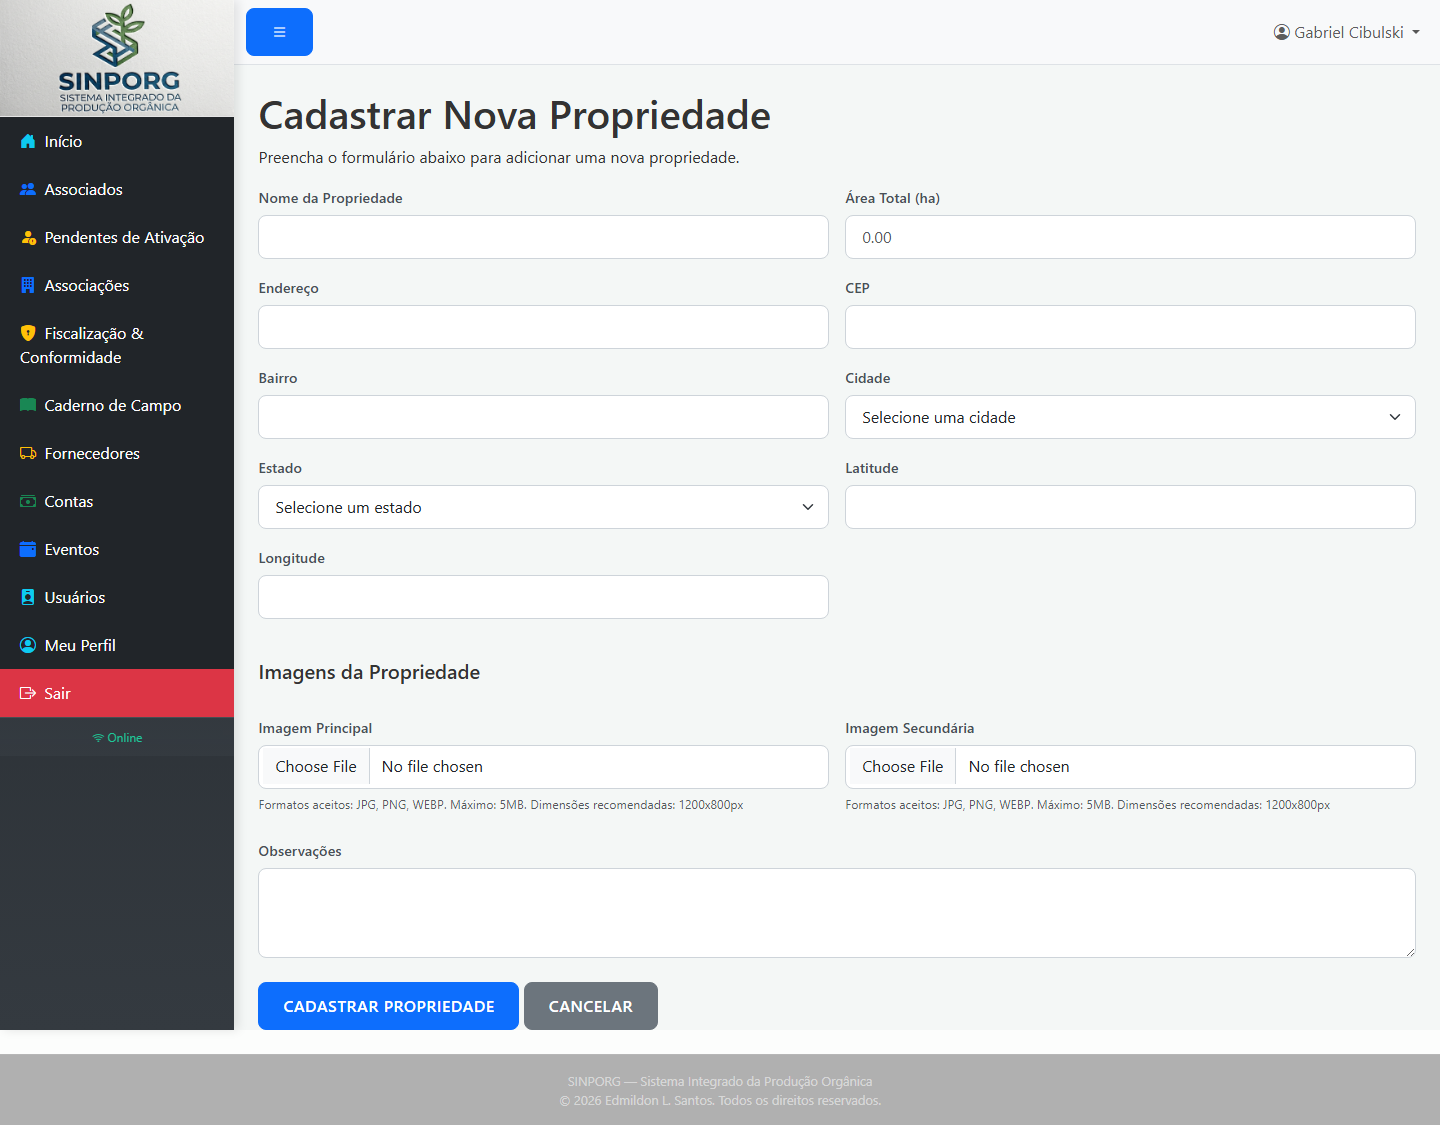 SINPORG
SISTEMA INTEGRADO DA
PRODUÇÃO ORGÂNICA
Gabriel Cibulski
Início
Associados
Pendentes de Ativação
Associações
Fiscalização &
Conformidade
Caderno de Campo
Fornecedores
Contas
Eventos
Usuários
Meu Perfil
Sair
Online
Cadastrar Nova Propriedade
Preencha o formulário abaixo para adicionar uma nova propriedade.
Nome da Propriedade
Área Total (ha)
0.00
Endereço
CEP
Bairro
Cidade
Selecione uma cidade
Estado
Latitude
Selecione um estado
Longitude
Imagens da Propriedade
Imagem Principal
Imagem Secundária
Choose File No file chosen
Choose File No file chosen
Formatos aceitos: JPG, PNG, WEBP. Máximo: 5MB. Dimensões recomendadas: 1200x800px
Formatos aceitos: JPG, PNG, WEBP. Máximo: 5MB. Dimensões recomendadas: 1200x800px
Observações
CADASTRAR PROPRIEDADE
CANCELAR
SINPORG — Sistema Integrado da Produção Orgânica
© 2026 Edmildon L. Santos. Todos os direitos reservados.